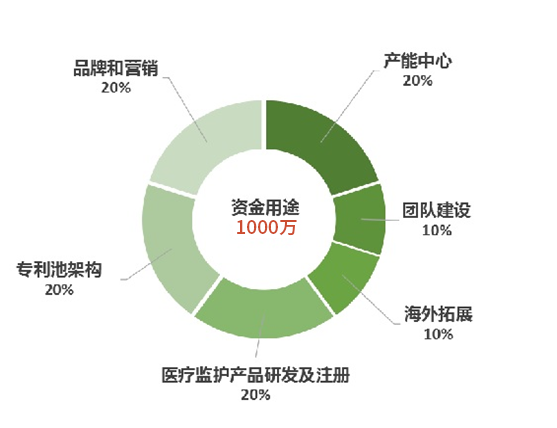 品牌和营销
20%
产能中心
20%
资金用途
1000万
团队建设
10%
专利池架构
20%
海外拓展
10%
医疗监护产品研发及注册
20%